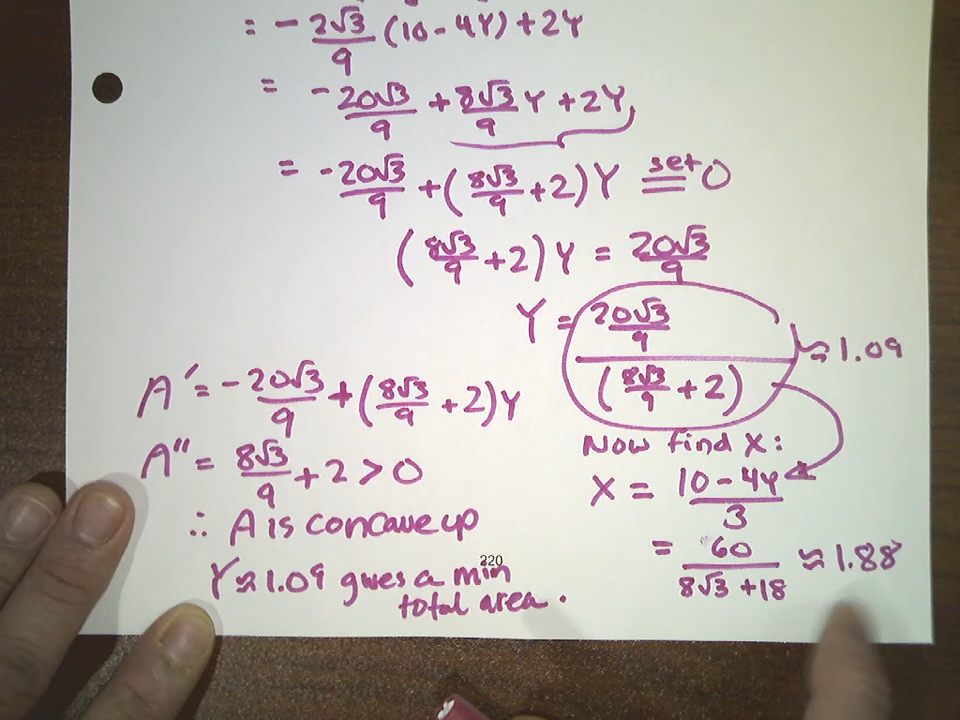 = - 2√3/9 (10 - 4Y) + 2Y
= - 20√3/9 + 8√3/9 Y + 2Y
= - 20√3/9 + (8√3/9 + 2) Y set = 0
(8√3/9 + 2) Y = 20√3/9
Y = (20√3/9) / (8√3/9 + 2) ≈ 1.09
A' = - 20√3/9 + (8√3/9 + 2) Y
A'' = 8√3/9 + 2 > 0
∴ A is concave up
Y ≈ 1.09 gives a min
total area.
Now find X:
X = (10 - 4Y)/3
= 60/(8√3 + 18) ≈ 1.88
220